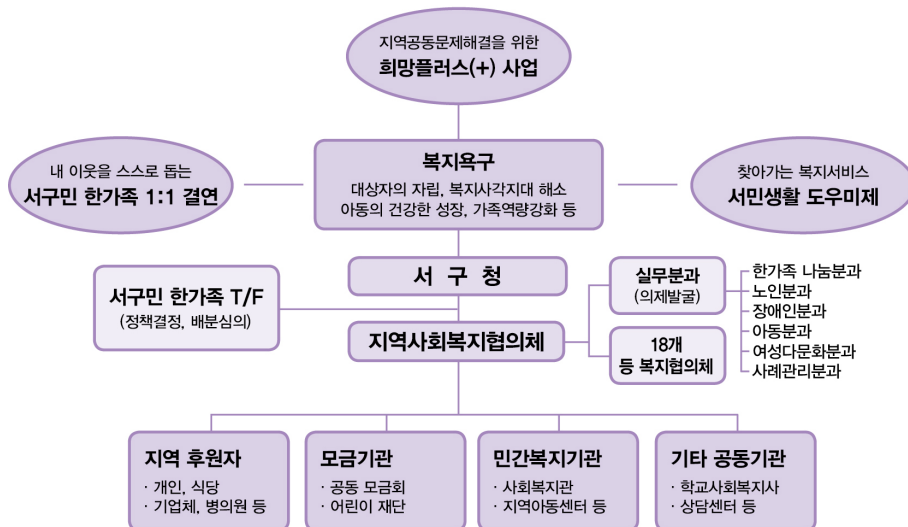 지역공동문제해결을 위한
희망플러스(+) 사업
내 이웃을 스스로 돕는
서구민 한가족 1:1 결연
복지욕구
대상자의 자립, 복지사각지대 해소
아동의 건강한 성장, 가족역량강화 등
찾아가는 복지서비스
서민생활 도우미제
서 구 청
서구민 한가족 T/F
(정책결정, 배분심의)
지역사회복지협의체
실무분과
(의제발굴)
18개
등 복지협의체
한가족 나눔분과
노인분과
장애인분과
아동분과
여성다문화분과
사례관리분과
지역 후원자
· 개인, 식당
· 기업체, 병의원 등
모금기관
· 공동 모금회
· 어린이 재단
민간복지기관
· 사회복지관
· 지역아동센터 등
기타 공동기관
· 학교사회복지사
· 상담센터 등